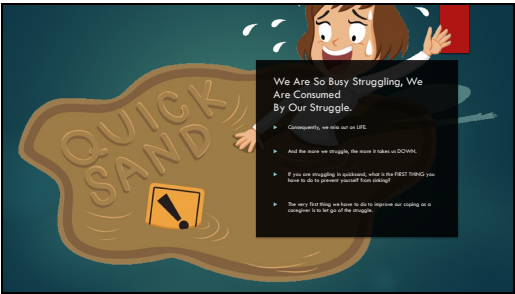 QUICK
SAND
We Are So Busy Struggling, We
Are Consumed
By Our Struggle.
Consequently, we miss out on LIFE.
And the more we struggle, the more it takes us DOWN.
If you are struggling in quicksand, what is the FIRST THING you
have to do to prevent yourself from sinking?
The very first thing we have to do to improve our coping as a
caregiver is to let go of the struggle.